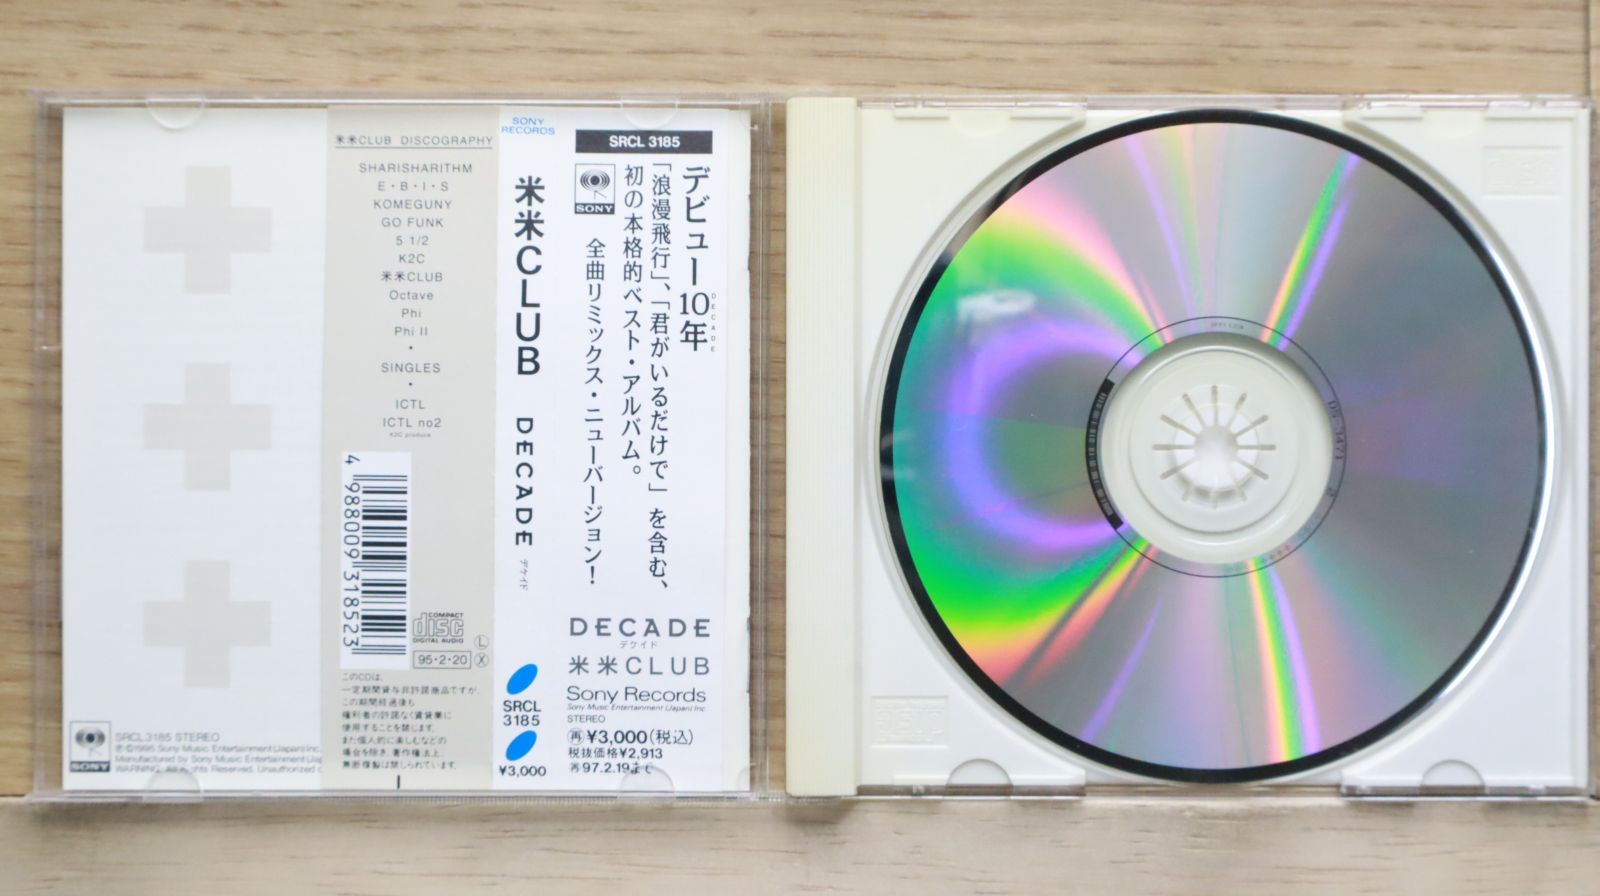 SONY
SRCL 3185 STEREO
℗©1995 Sony Music Entertainment (Japan) Inc.
Manufactured by Sony Music Entertainment (Ja
WARNING: All Rights Reserved. Unauthorized
米米CLUB DISCOGRAPHY
SHARISHARITHM
E・B・I・S
KOMEGUNY
GO FUNK
5 1/2
K2C
米米CLUB
Octave
Phi
Phi II
・
SINGLES
・
ICTL
ICTL no2
K2C produce
4 988009 318523
COMPACT
disc
DIGITAL AUDIO
95・2・20
Ⓛ
Ⓧ
このCDは、
一定期間貸与非許諾商品ですが、
この期間経過後も
権利者の許諾なく賃貸業に
使用することを禁じます。
また個人的に楽しむなどの
場合を除き、著作権法上、
無断複製は禁じられています。
SONY
RECORDS
米米CLUB DECADE デケイド
SRCL
3185
¥3,000
SRCL 3185
SONY
デビュー10年
DECADE
「浪漫飛行」、「君がいるだけで」を含む、
初の本格的ベスト・アルバム。
全曲リミックス・ニューバージョン!
DECADE
デケイド
米米CLUB
Sony Records
Sony Music Entertainment (Japan) Inc.
STEREO
再 ¥3,000(税込)
税抜価格¥2,913
再97.2.19まで